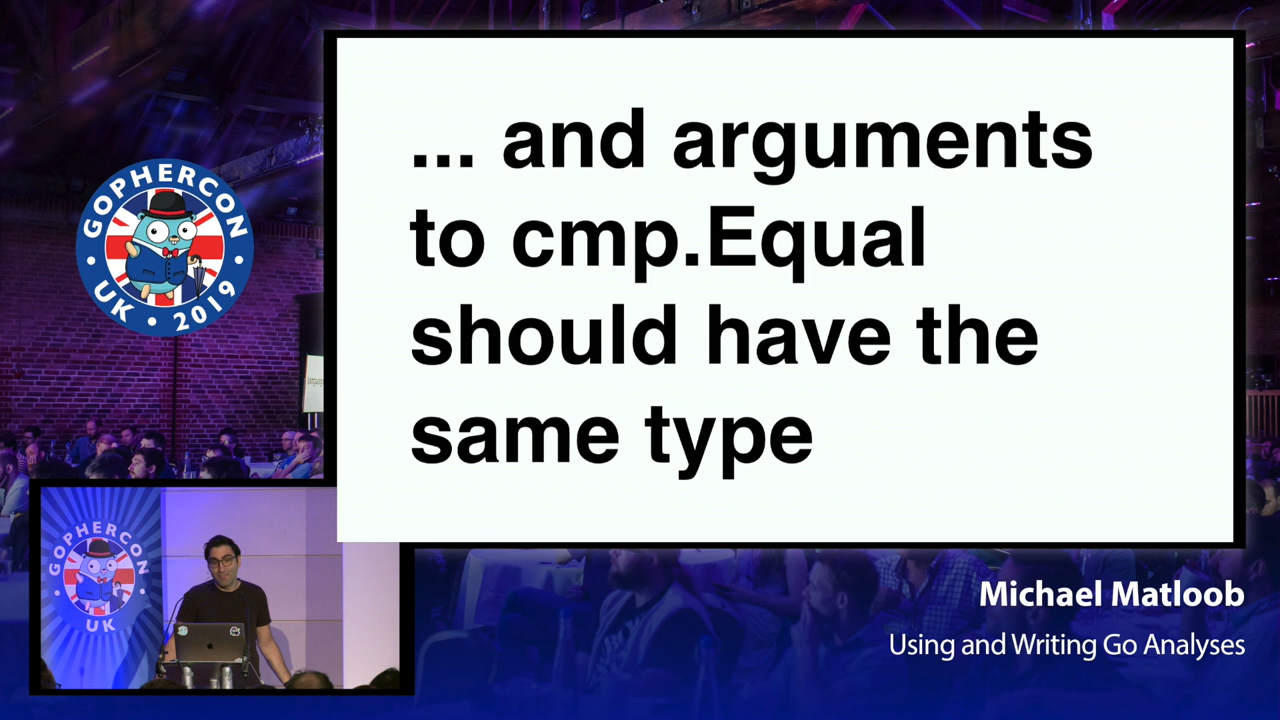 ... and arguments
to cmp.Equal
should have the
same type
GOPHERCON
UK • 2019
GOPHERCON
UK
Michael Matloob
Using and Writing Go Analyses